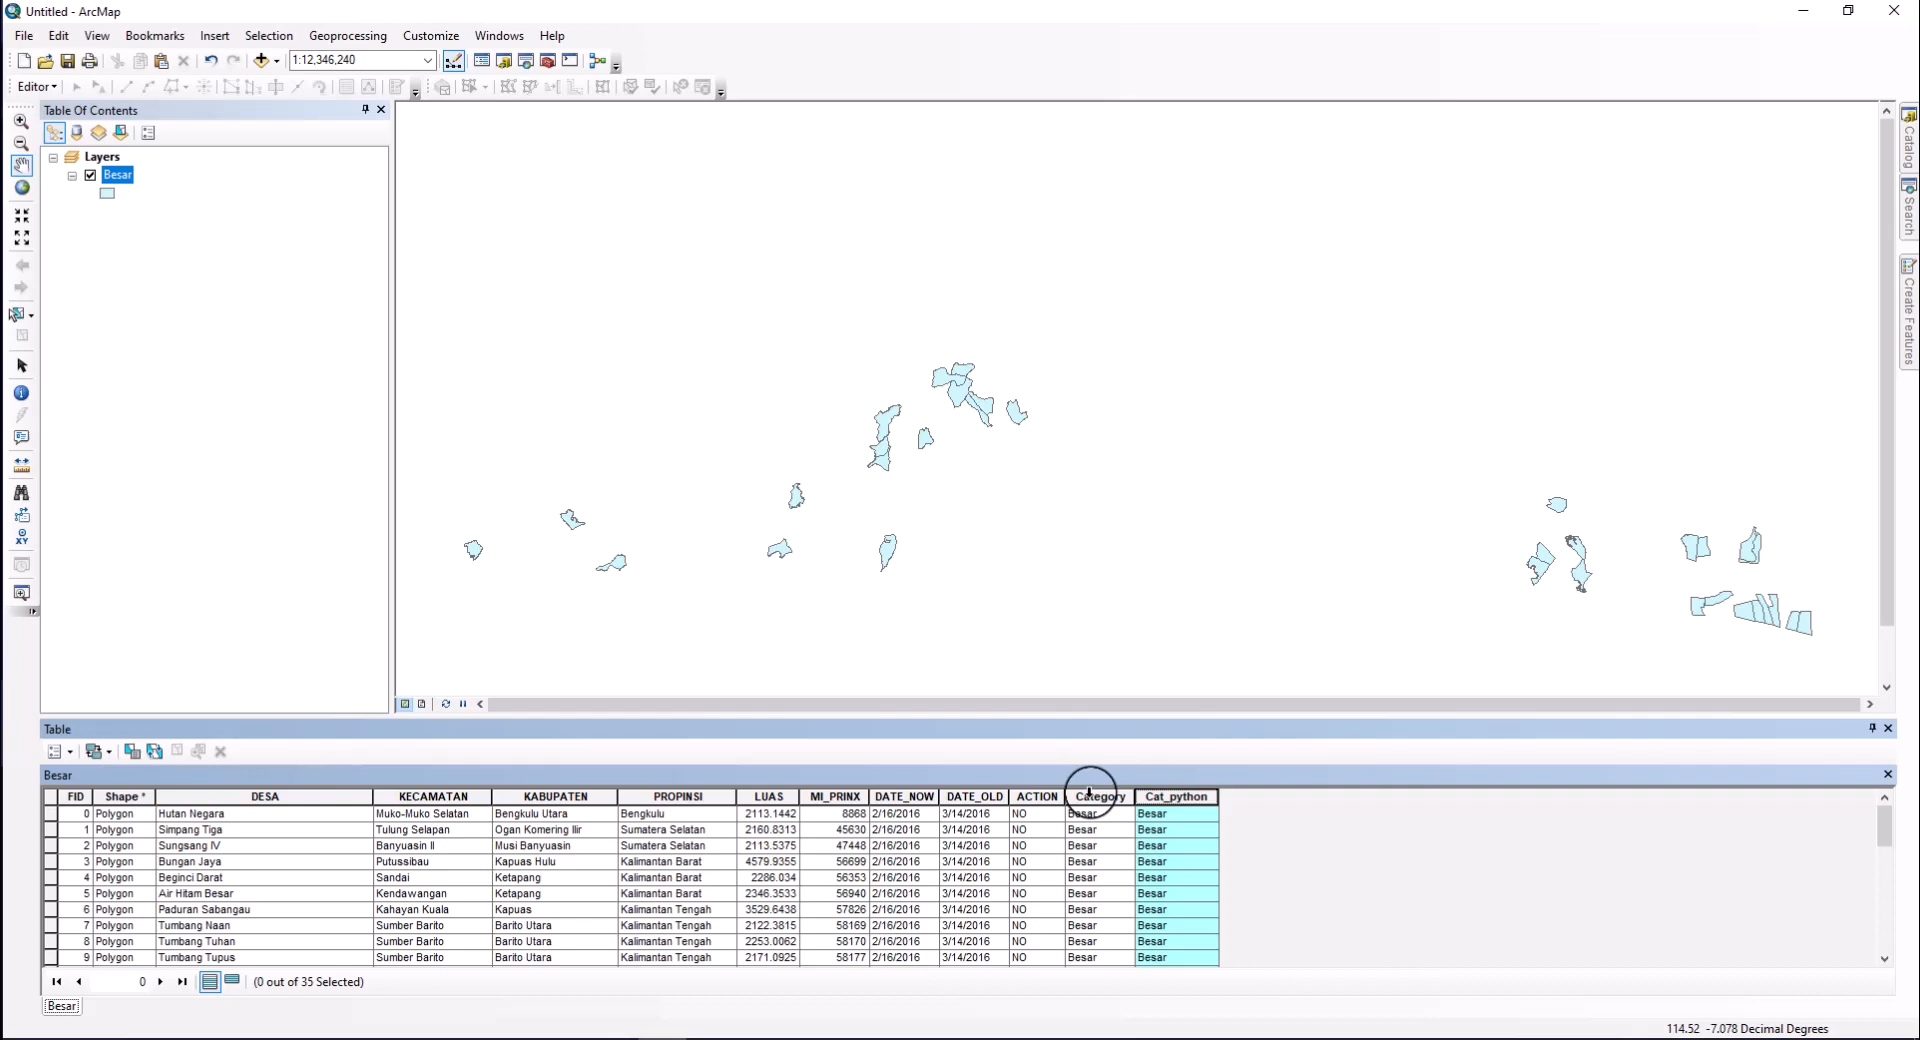 Untitled - ArcMap
File Edit View Bookmarks Insert Selection Geoprocessing Customize Windows Help
1:12,346,240
Editor
Table Of Contents
Layers
Besar
Catalog
Search
Create Features
Table
Besar
FID Shape * DESA KECAMATAN KABUPATEN PROPINSI LUAS MI_PRINX DATE_NOW DATE_OLD ACTION Category Cat_python
0 Polygon Hutan Negara Muko-Muko Selatan Bengkulu Utara Bengkulu 2113.1442 8868 2/16/2016 3/14/2016 NO Besar Besar
1 Polygon Simpang Tiga Tulung Selapan Ogan Komering Ilir Sumatera Selatan 2160.8313 45630 2/16/2016 3/14/2016 NO Besar Besar
2 Polygon Sungsang IV Banyuasin II Musi Banyuasin Sumatera Selatan 2113.5375 47448 2/16/2016 3/14/2016 NO Besar Besar
3 Polygon Bungan Jaya Putussibau Kapuas Hulu Kalimantan Barat 4579.9355 56699 2/16/2016 3/14/2016 NO Besar Besar
4 Polygon Beginci Darat Sandai Ketapang Kalimantan Barat 2286.034 56353 2/16/2016 3/14/2016 NO Besar Besar
5 Polygon Air Hitam Besar Kendawangan Ketapang Kalimantan Barat 2346.3533 56940 2/16/2016 3/14/2016 NO Besar Besar
6 Polygon Paduran Sabangau Kahayan Kuala Kapuas Kalimantan Tengah 3529.6438 57826 2/16/2016 3/14/2016 NO Besar Besar
7 Polygon Tumbang Naan Sumber Barito Barito Utara Kalimantan Tengah 2122.3815 58169 2/16/2016 3/14/2016 NO Besar Besar
8 Polygon Tumbang Tuhan Sumber Barito Barito Utara Kalimantan Tengah 2253.0062 58170 2/16/2016 3/14/2016 NO Besar Besar
9 Polygon Tumbang Tupus Sumber Barito Barito Utara Kalimantan Tengah 2171.0925 58177 2/16/2016 3/14/2016 NO Besar Besar
0 (0 out of 35 Selected)
Besar
114.52 -7.078 Decimal Degrees